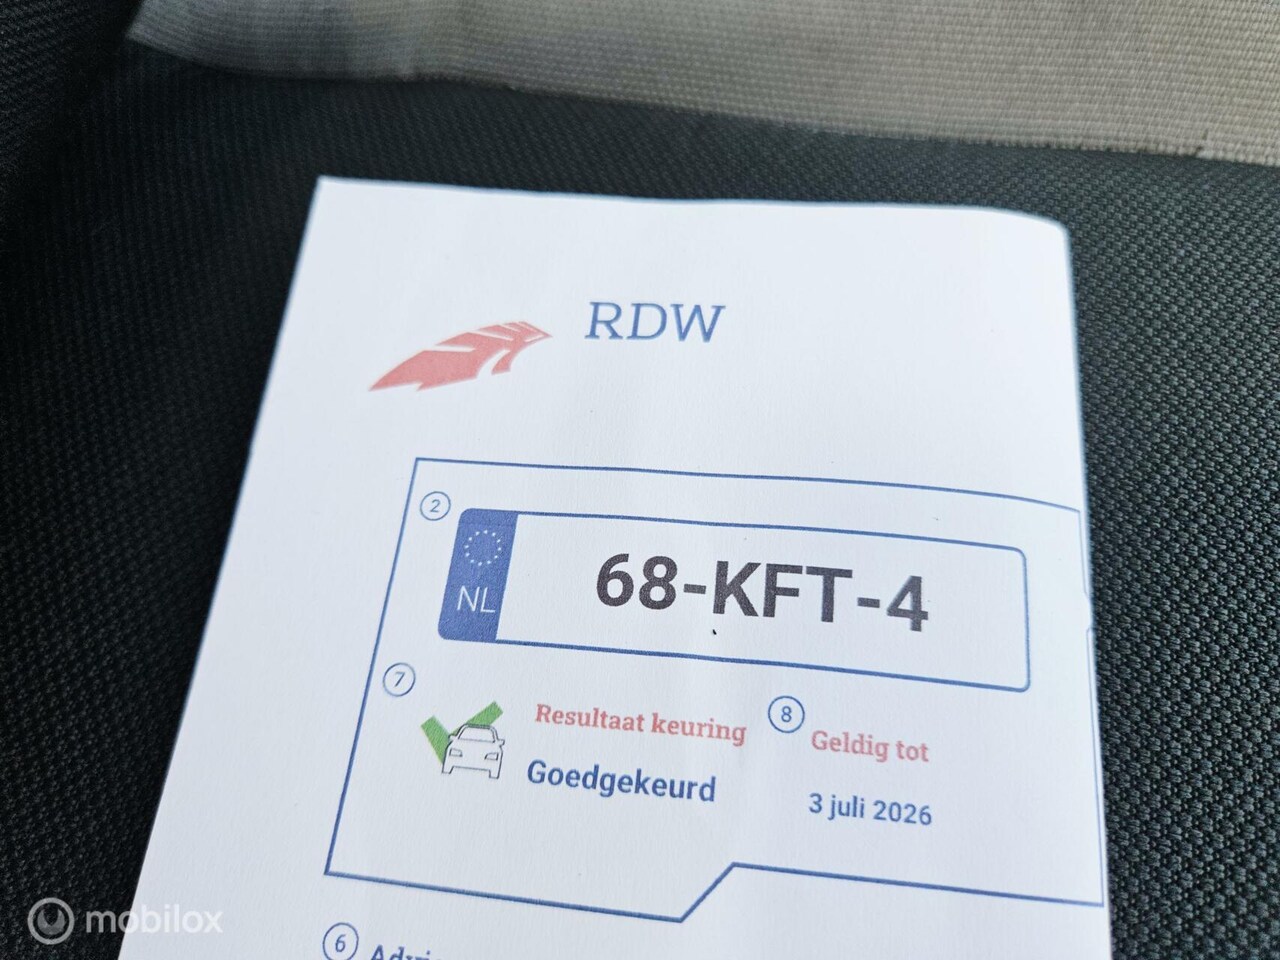 RDW
2
NL
68-KFT-4
7
Resultaat keuring
Goedgekeurd
8
Geldig tot
3 juli 2026
6
mobilox